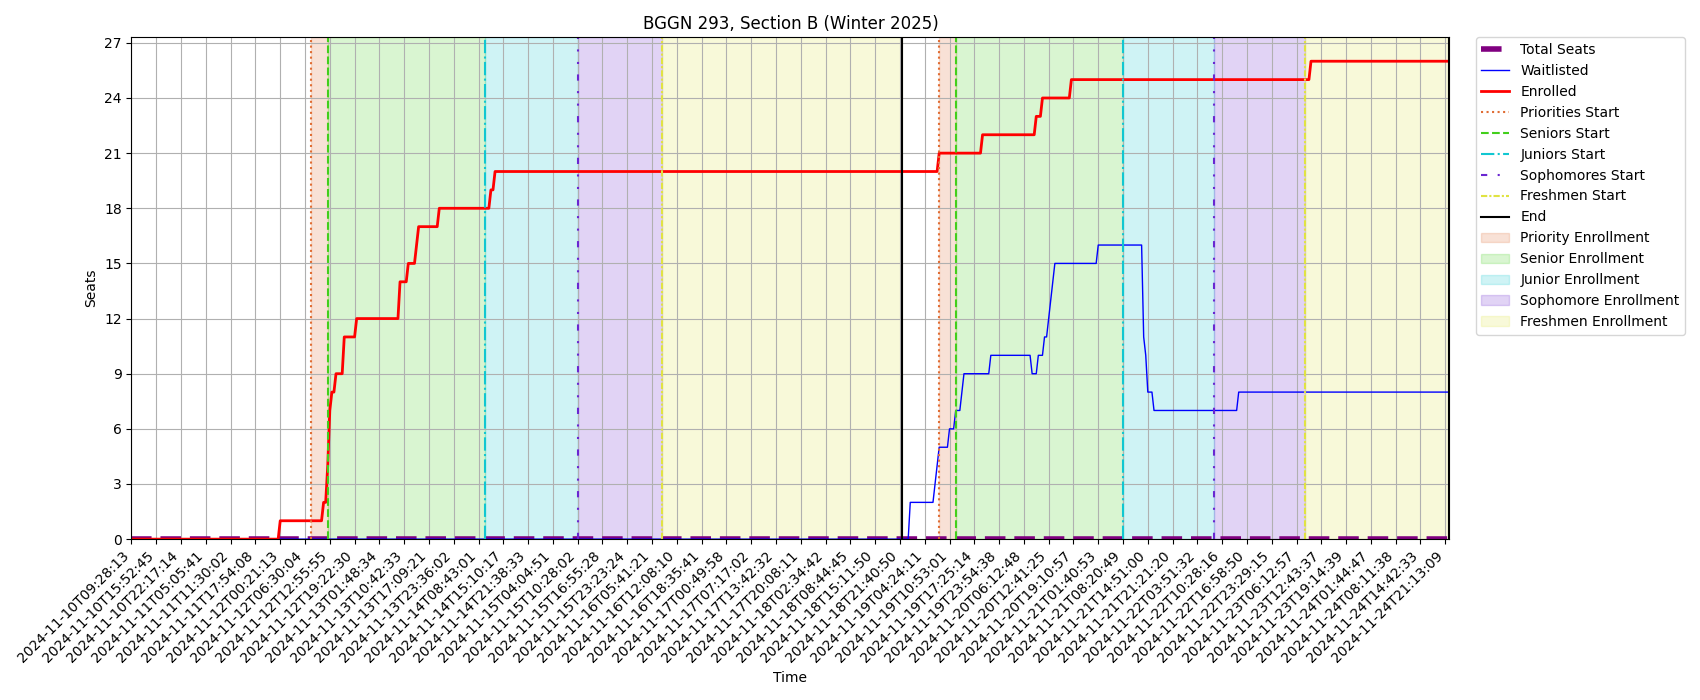 BGGN 293, Section B (Winter 2025)
Seats
27
24
21
18
15
12
9
6
3
0
2024-11-10T09:28:13
2024-11-10T15:52:45
2024-11-10T22:17:14
2024-11-11T05:05:41
2024-11-11T11:30:02
2024-11-11T17:54:08
2024-11-12T00:21:13
2024-11-12T06:30:04
2024-11-12T12:55:55
2024-11-12T19:22:30
2024-11-13T01:48:34
2024-11-13T10:42:33
2024-11-13T17:09:21
2024-11-13T23:36:02
2024-11-14T08:43:01
2024-11-14T15:10:17
2024-11-14T21:38:33
2024-11-15T04:04:51
2024-11-15T10:28:02
2024-11-15T16:55:28
2024-11-15T23:23:24
2024-11-16T05:41:21
2024-11-16T12:08:10
2024-11-16T18:35:41
2024-11-17T00:49:58
2024-11-17T07:17:02
2024-11-17T13:42:32
2024-11-17T20:08:11
2024-11-18T02:34:42
2024-11-18T08:44:45
2024-11-18T15:11:50
2024-11-18T21:40:50
2024-11-19T04:24:11
2024-11-19T10:53:01
2024-11-19T17:25:14
2024-11-19T23:54:38
2024-11-20T06:12:48
2024-11-20T12:41:25
2024-11-20T19:10:57
2024-11-21T01:40:53
2024-11-21T08:20:49
2024-11-21T14:51:00
2024-11-21T21:21:20
2024-11-22T03:51:32
2024-11-22T10:28:16
2024-11-22T16:58:50
2024-11-22T23:29:15
2024-11-23T06:12:57
2024-11-23T12:43:37
2024-11-23T19:14:39
2024-11-24T01:44:47
2024-11-24T08:11:38
2024-11-24T14:42:33
2024-11-24T21:13:09
Time
Total Seats
Waitlisted
Enrolled
Priorities Start
Seniors Start
Juniors Start
Sophomores Start
Freshmen Start
End
Priority Enrollment
Senior Enrollment
Junior Enrollment
Sophomore Enrollment
Freshmen Enrollment